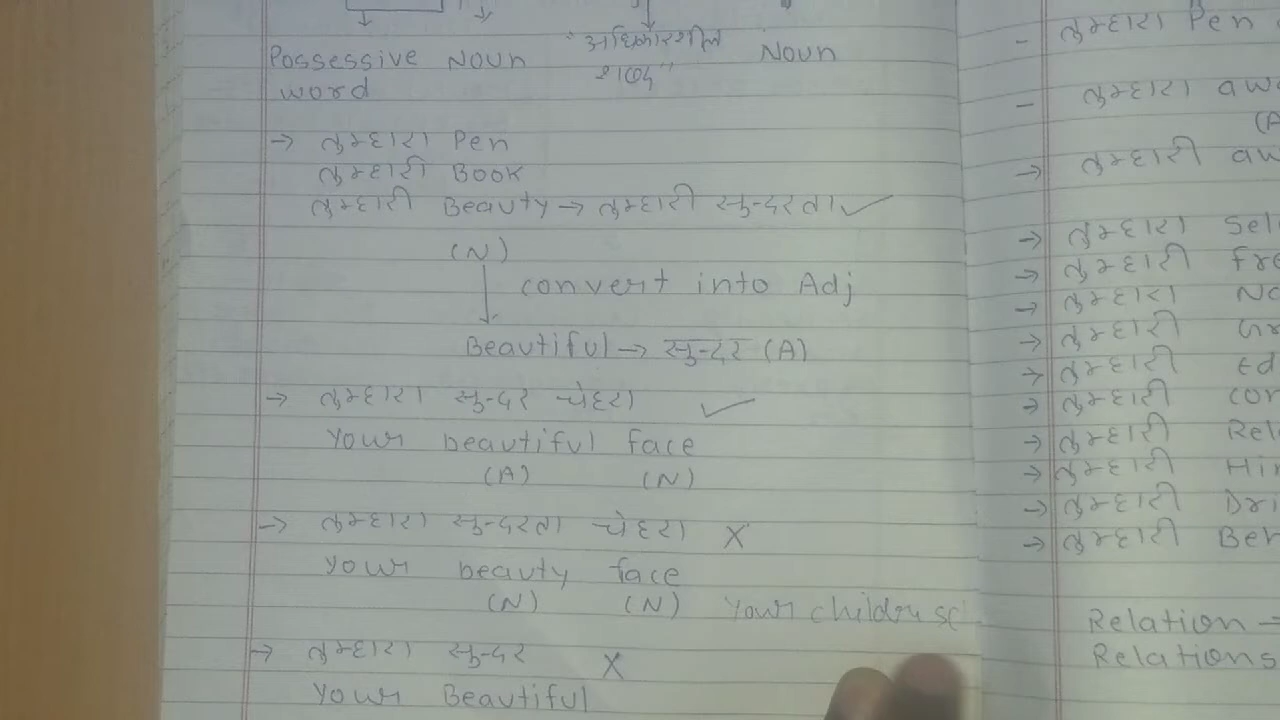 Possessive Noun "अधिकारशील Noun
word शब्द"
→ तुम्हारा Pen
तुम्हारी Book
तुम्हारी Beauty → तुम्हारी सुन्दरता ✓
(N)
convert into Adj
Beautiful → सुन्दर (A)
→ तुम्हारा सुन्दर चेहरा ✓
Your beautiful face
(A) (N)
→ तुम्हारा सुन्दरता चेहरा X
Your beauty face
(N) (N) Your
→ तुम्हारा सुन्दर X
Your Beautiful
- तुम्हारा Pen
- तुम्हारा
→ तुम्हारी
→ तुम्हारा
→ तुम्हारी
→ तुम्हारा
→ तुम्हारी
→ तुम्हारी
→ तुम्हारी
→ तुम्हारी
→ तुम्हारी
→ तुम्हारी
→ तुम्हारी
Relation →
Relations